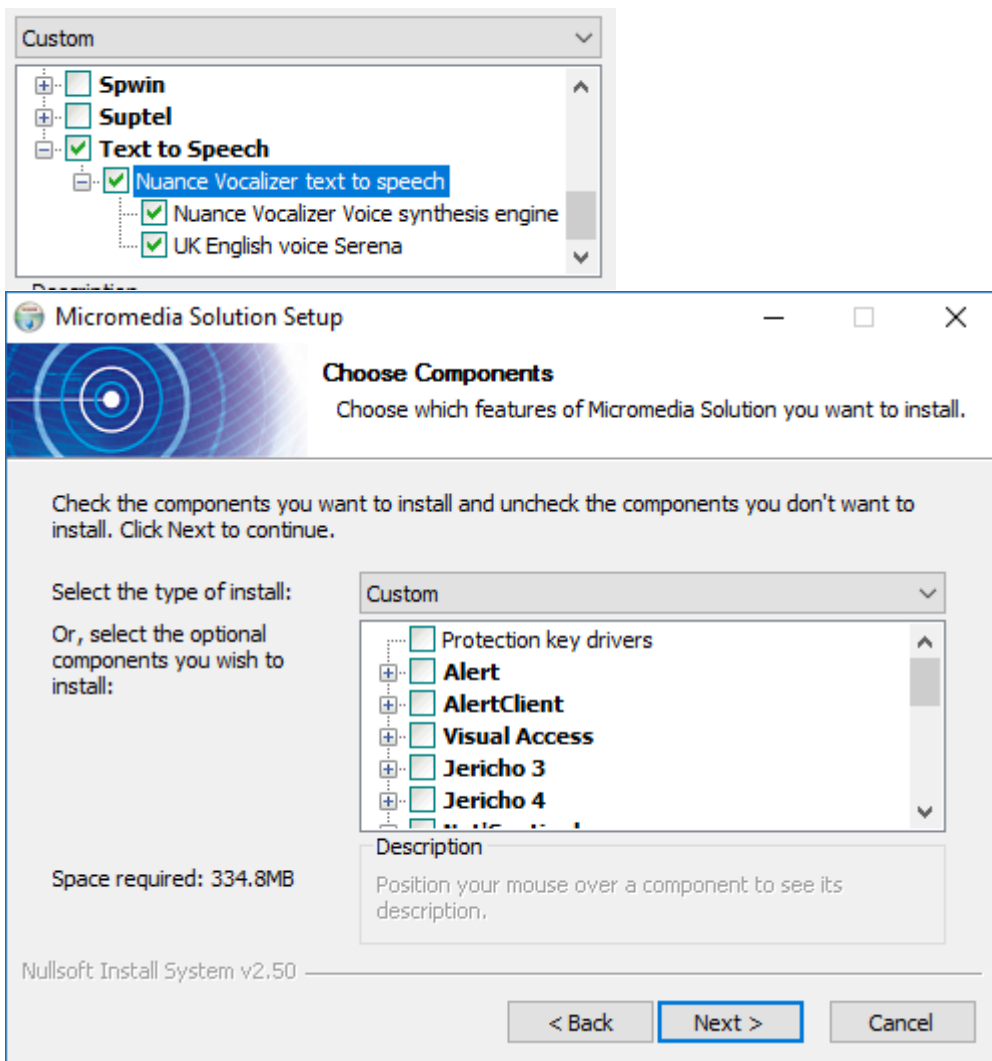 Custom
Spwin
Suptel
Text to Speech
Nuance Vocalizer text to speech
Nuance Vocalizer Voice synthesis engine
UK English voice Serena
Description
Micromedia Solution Setup
Choose Components
Choose which features of Micromedia Solution you want to install.
Check the components you want to install and uncheck the components you don't want to
install. Click Next to continue.
Select the type of install:
Custom
Or, select the optional
components you wish to
install:
Protection key drivers
Alert
AlertClient
Visual Access
Jericho 3
Jericho 4
Space required: 334.8MB
Description
Position your mouse over a component to see its
description.
Nullsoft Install System v2.50
< Back
Next >
Cancel